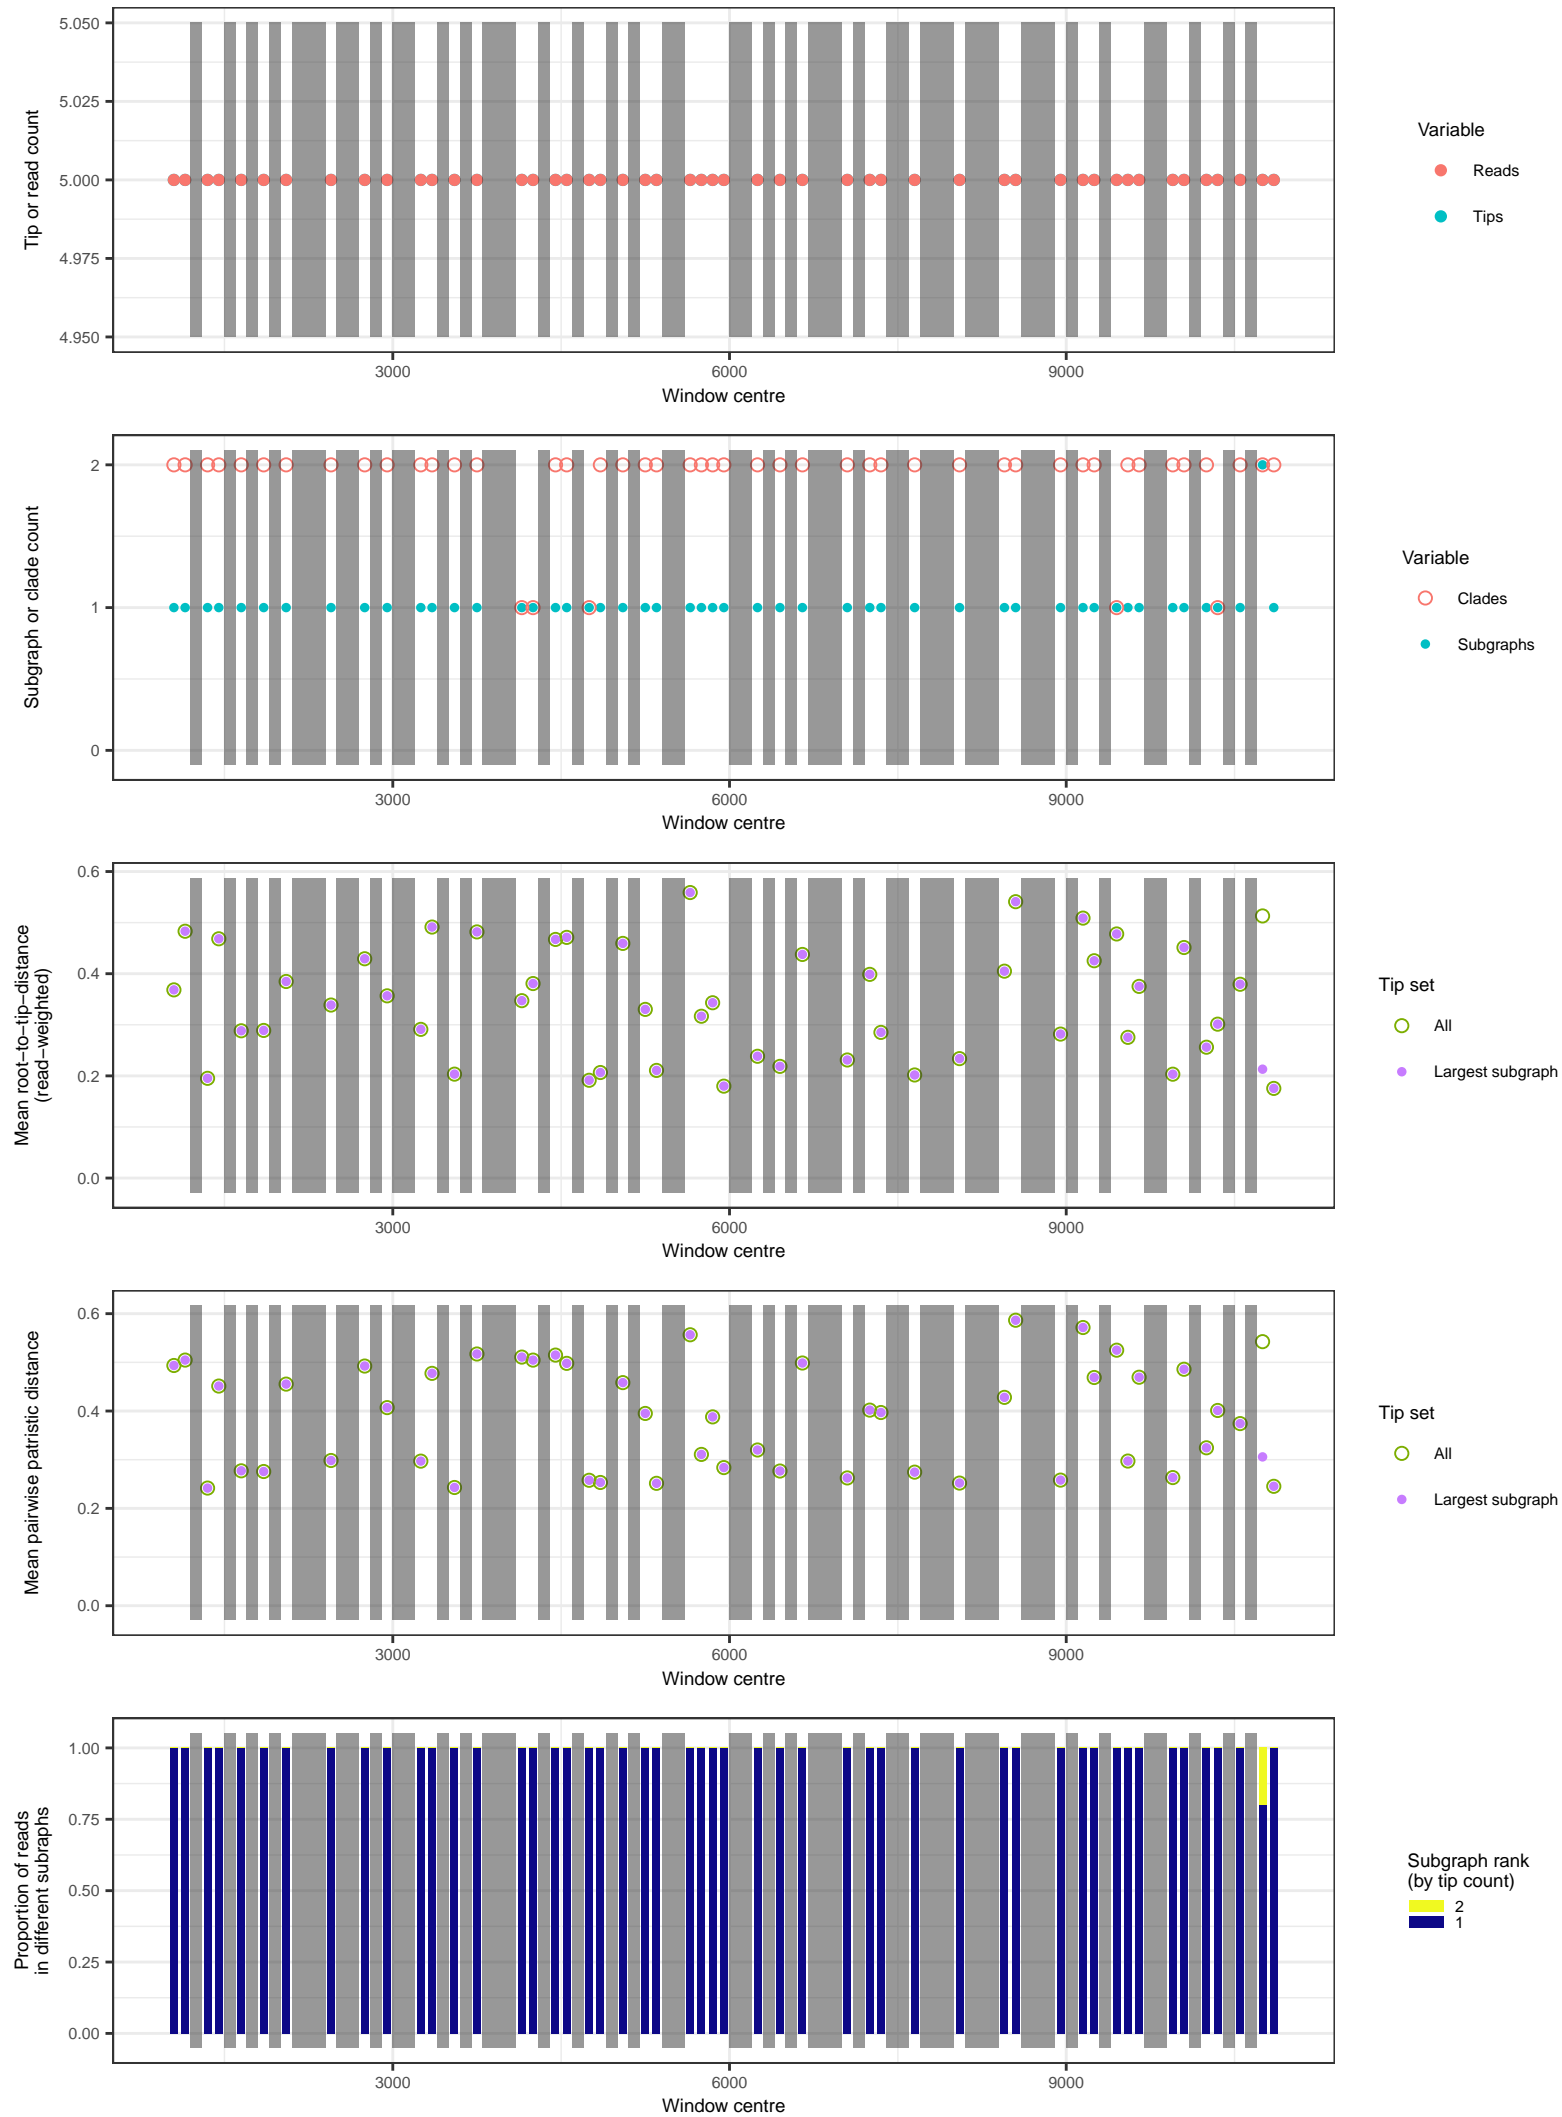 5.050
5.025
5.000
4.975
4.950
Tip or read count
3000
6000
9000
Window centre
Variable
Reads
Tips
2
1
0
Subgraph or clade count
3000
6000
9000
Window centre
Variable
Clades
Subgraphs
0.6
0.4
0.2
0.0
Mean root−to−tip−distance
(read−weighted)
3000
6000
9000
Window centre
Tip set
All
Largest subgraph
0.6
0.4
0.2
0.0
Mean pairwise patristic distance
3000
6000
9000
Window centre
Tip set
All
Largest subgraph
1.00
0.75
0.50
0.25
0.00
Proportion of reads
in different subraphs
3000
6000
9000
Window centre
Subgraph rank
(by tip count)
2
1